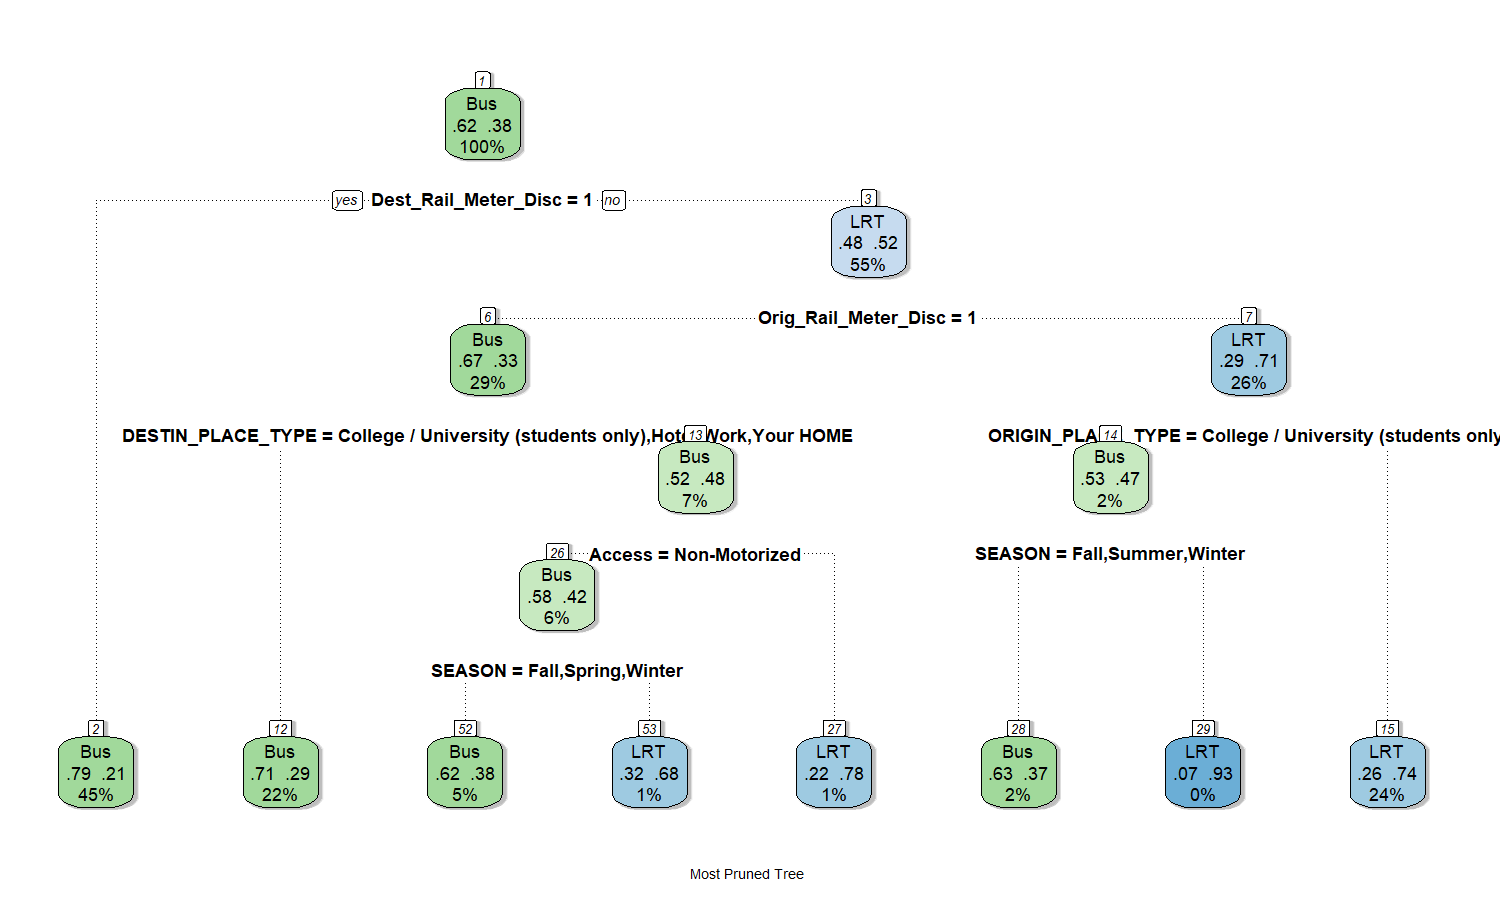 1
Bus
.62 .38
100%
yes Dest_Rail_Meter_Disc = 1 no
3
LRT
.48 .52
55%
6
Bus
.67 .33
29%
Orig_Rail_Meter_Disc = 1
7
LRT
.29 .71
26%
DESTIN_PLACE_TYPE = College / University (students only),Hot Work,Your HOME
13
Bus
.52 .48
7%
ORIGIN_PLA TYPE = College / University (students only
14
Bus
.53 .47
2%
26
Bus
.58 .42
6%
Access = Non-Motorized
SEASON = Fall,Summer,Winter
SEASON = Fall,Spring,Winter
2
Bus
.79 .21
45%
12
Bus
.71 .29
22%
52
Bus
.62 .38
5%
53
LRT
.32 .68
1%
27
LRT
.22 .78
1%
28
Bus
.63 .37
2%
29
LRT
.07 .93
0%
15
LRT
.26 .74
24%
Most Pruned Tree